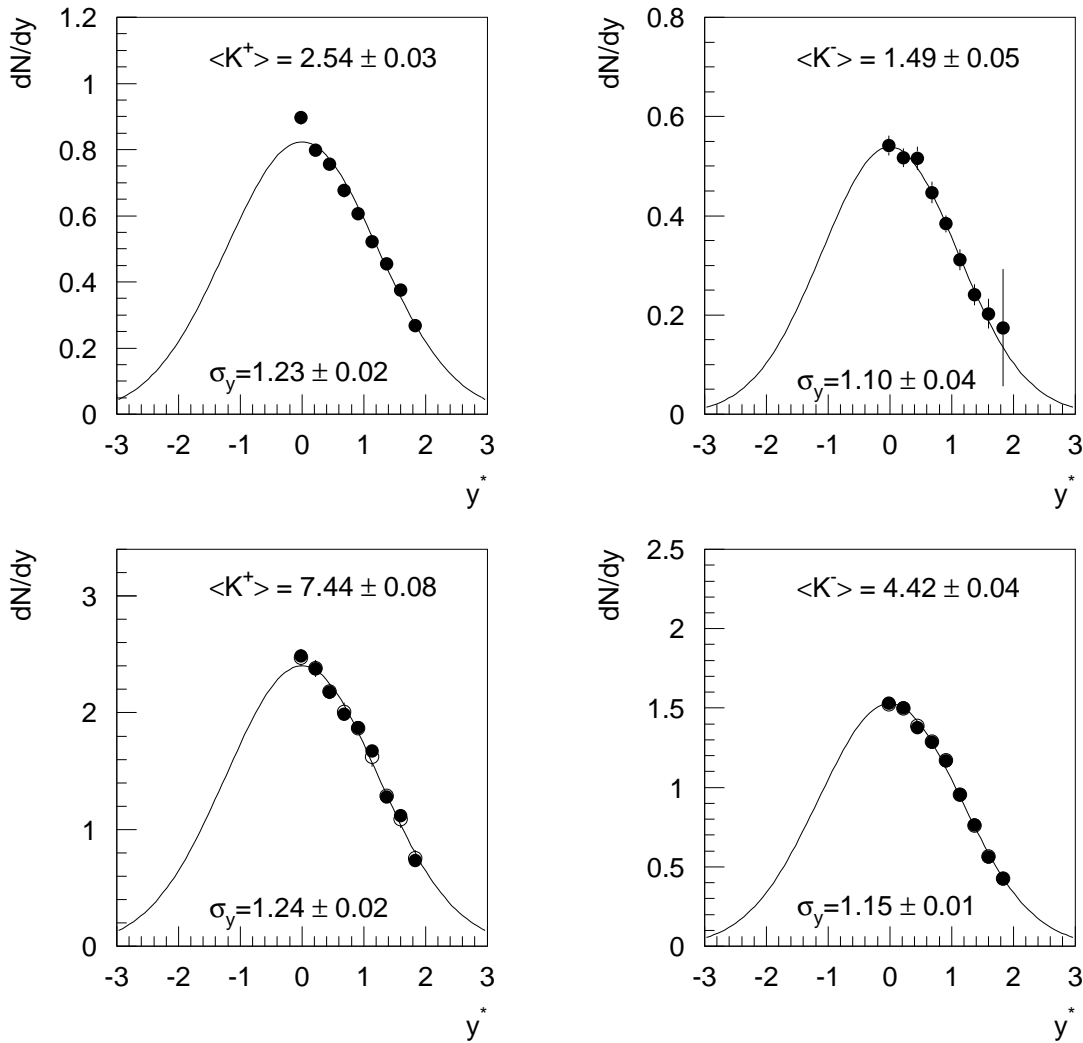 dN/dy
1.2
1
0.8
0.6
0.4
0.2
0
<K+> = 2.54 ± 0.03
σy=1.23 ± 0.02
-3 -2 -1 0 1 2 3
y*
dN/dy
0.8
0.6
0.4
0.2
0
<K-> = 1.49 ± 0.05
σy=1.10 ± 0.04
-3 -2 -1 0 1 2 3
y*
dN/dy
3
2
1
0
<K+> = 7.44 ± 0.08
σy=1.24 ± 0.02
-3 -2 -1 0 1 2 3
y*
dN/dy
2.5
2
1.5
1
0.5
0
<K-> = 4.42 ± 0.04
σy=1.15 ± 0.01
-3 -2 -1 0 1 2 3
y*